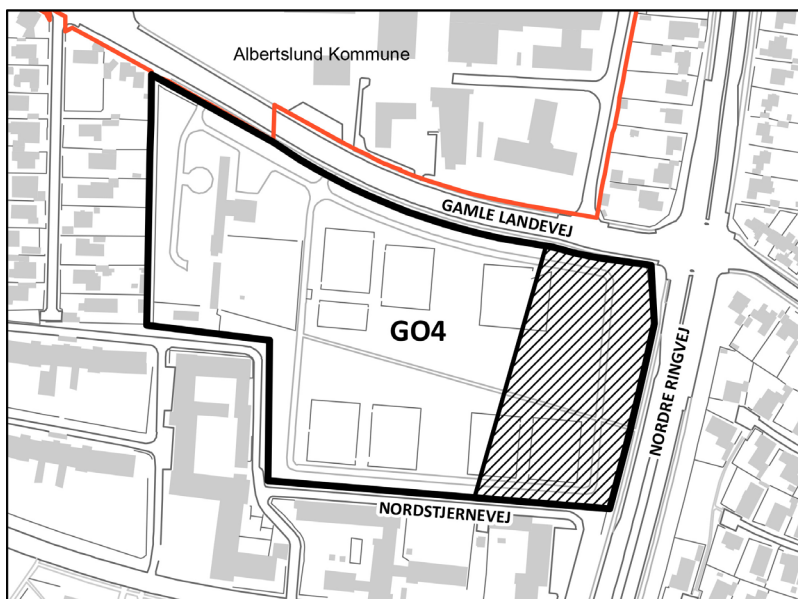 Albertslund Kommune
GAMLE LANDEVEJ
GO4
NORDRE RINGVEJ
NORDSTJERNEVEJ